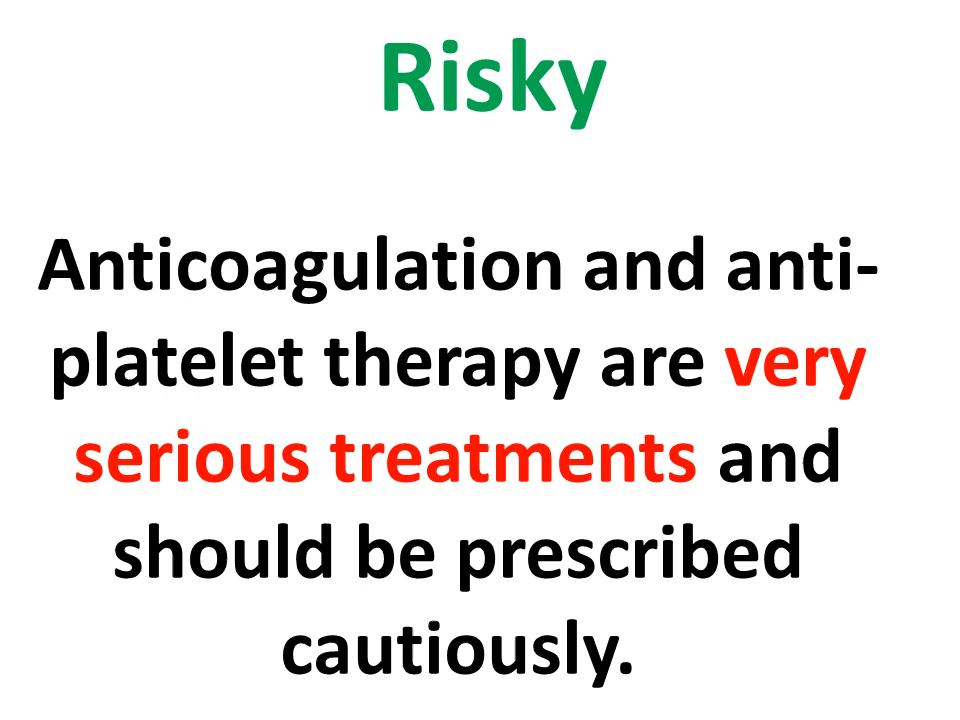 Risky
Anticoagulation and anti-
platelet therapy are very
serious treatments and
should be prescribed
cautiously.